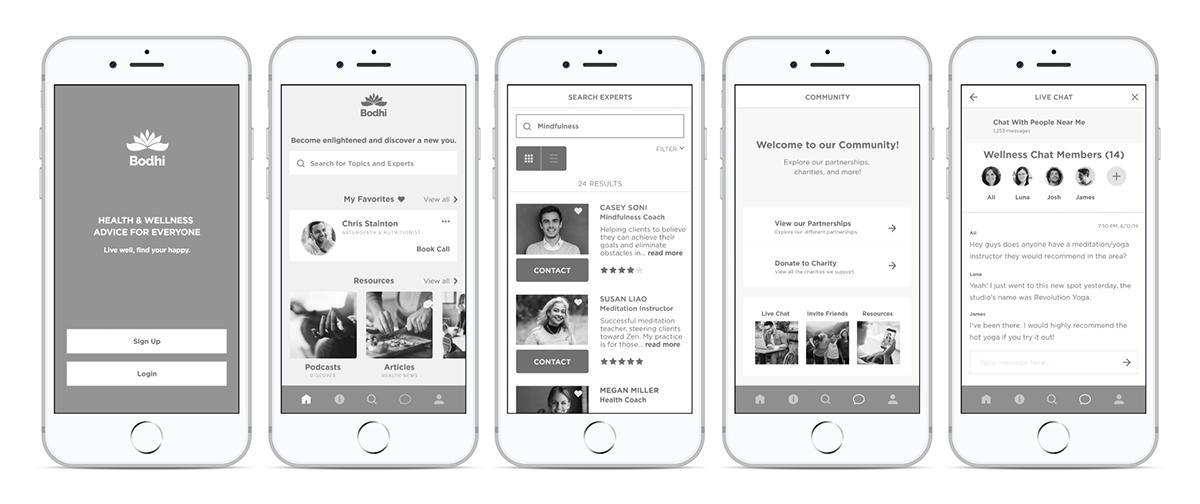 Bodhi
HEALTH & WELLNESS
ADVICE FOR EVERYONE
Live well, find your happy.
Sign Up
Login
Bodhi
Become enlightened and discover a new you.
Search for Topics and Experts
My Favorites
View all
Chris Stainton
NATUROPATH & NUTRITIONIST
Book Call
Resources
View all
Podcasts
DISCOVER
Articles
HEALTH NEWS
SEARCH EXPERTS
Mindfulness
FILTER
24 RESULTS
CASEY SONI
Mindfulness Coach
Helping clients to believe
they can achieve their
goals and eliminate
obstacles in... read more
CONTACT
SUSAN LIAO
Meditation Instructor
Successful meditation
teacher, steering clients
toward Zen. My practice
is for those... read more
CONTACT
MEGAN MILLER
Health Coach
COMMUNITY
Welcome to our Community!
Explore our partnerships,
charities, and more!
View our Partnerships
Explore our different partnerships.
Donate to Charity
View all the charities we support.
Live Chat
Invite Friends
Resources
LIVE CHAT
Chat With People Near Me
1,253 messages
Wellness Chat Members (14)
Ali
Luna
Josh
James
7:50 PM, 6/12/19
Ali
Hey guys does anyone have a meditation/yoga
instructor they would recommend in the area?
Luna
Yeah! I just went to this new spot yesterday, the
studio's name was Revolution Yoga.
James
I've been there. I would highly recommend the
hot yoga if you try it out!
Type message here...